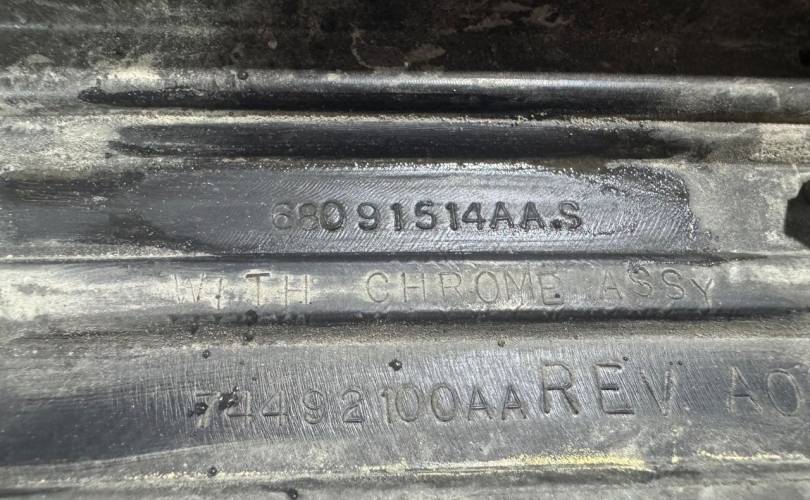 68091514AA.S
WITH CHROME ASSY
74492100AA REV A0